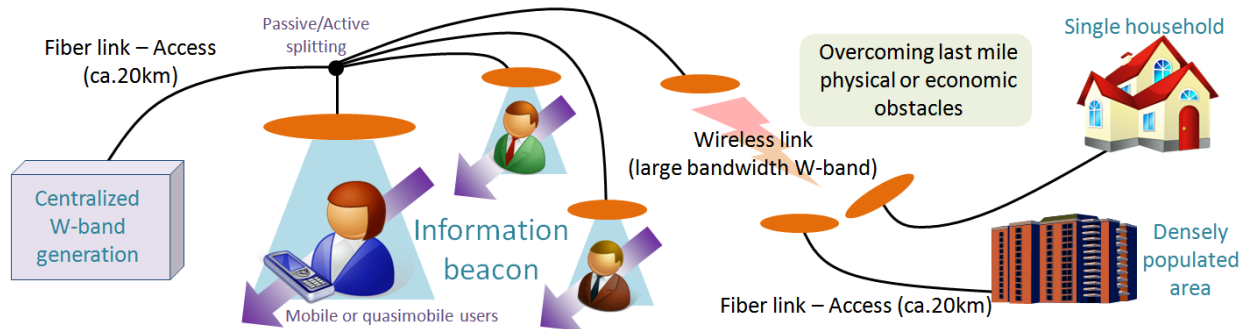 Passive/Active
splitting
Fiber link – Access
(ca.20km)
Centralized
W-band
generation
Information
beacon
Mobile or quasimobile users
Wireless link
(large bandwidth W-band)
Overcoming last mile
physical or economic
obstacles
Single household
Densely
populated
area
Fiber link – Access (ca.20km)